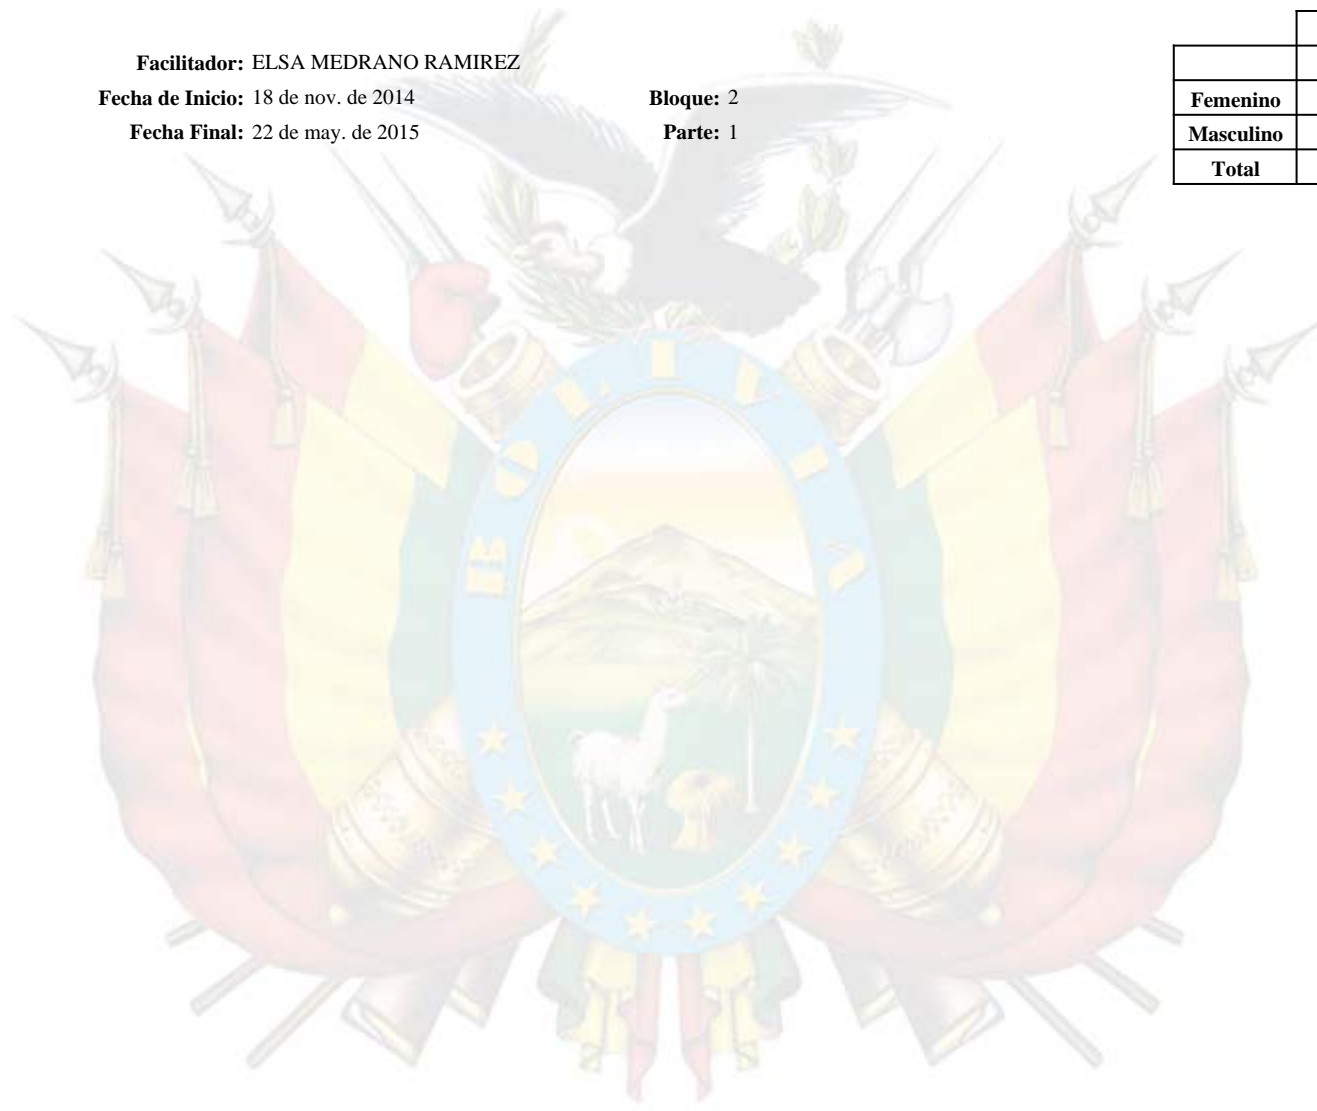 Facilitador: ELSA MEDRANO RAMIREZ
Fecha de Inicio: 18 de nov. de 2014 Bloque: 2
Fecha Final: 22 de may. de 2015 Parte: 1
Femenino
Masculino
Total
BOLIVIA